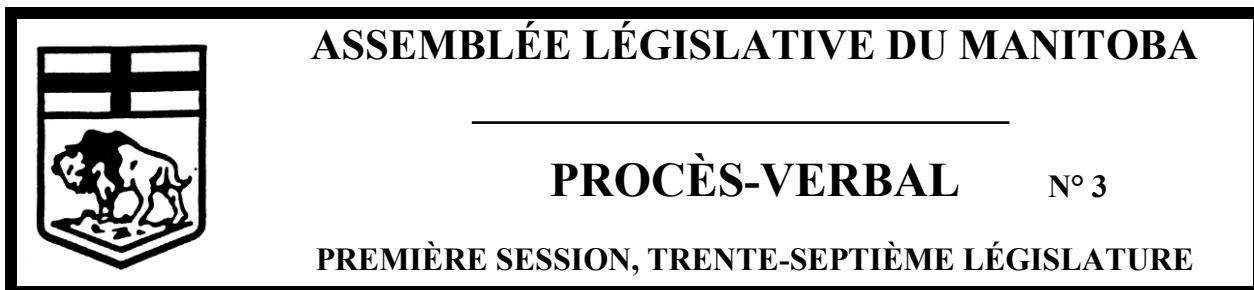 ASSEMBLÉE LÉGISLATIVE DU MANITOBA
PROCÈS-VERBAL N° 3
PREMIÈRE SESSION, TRENTE-SEPTIÈME LÉGISLATURE